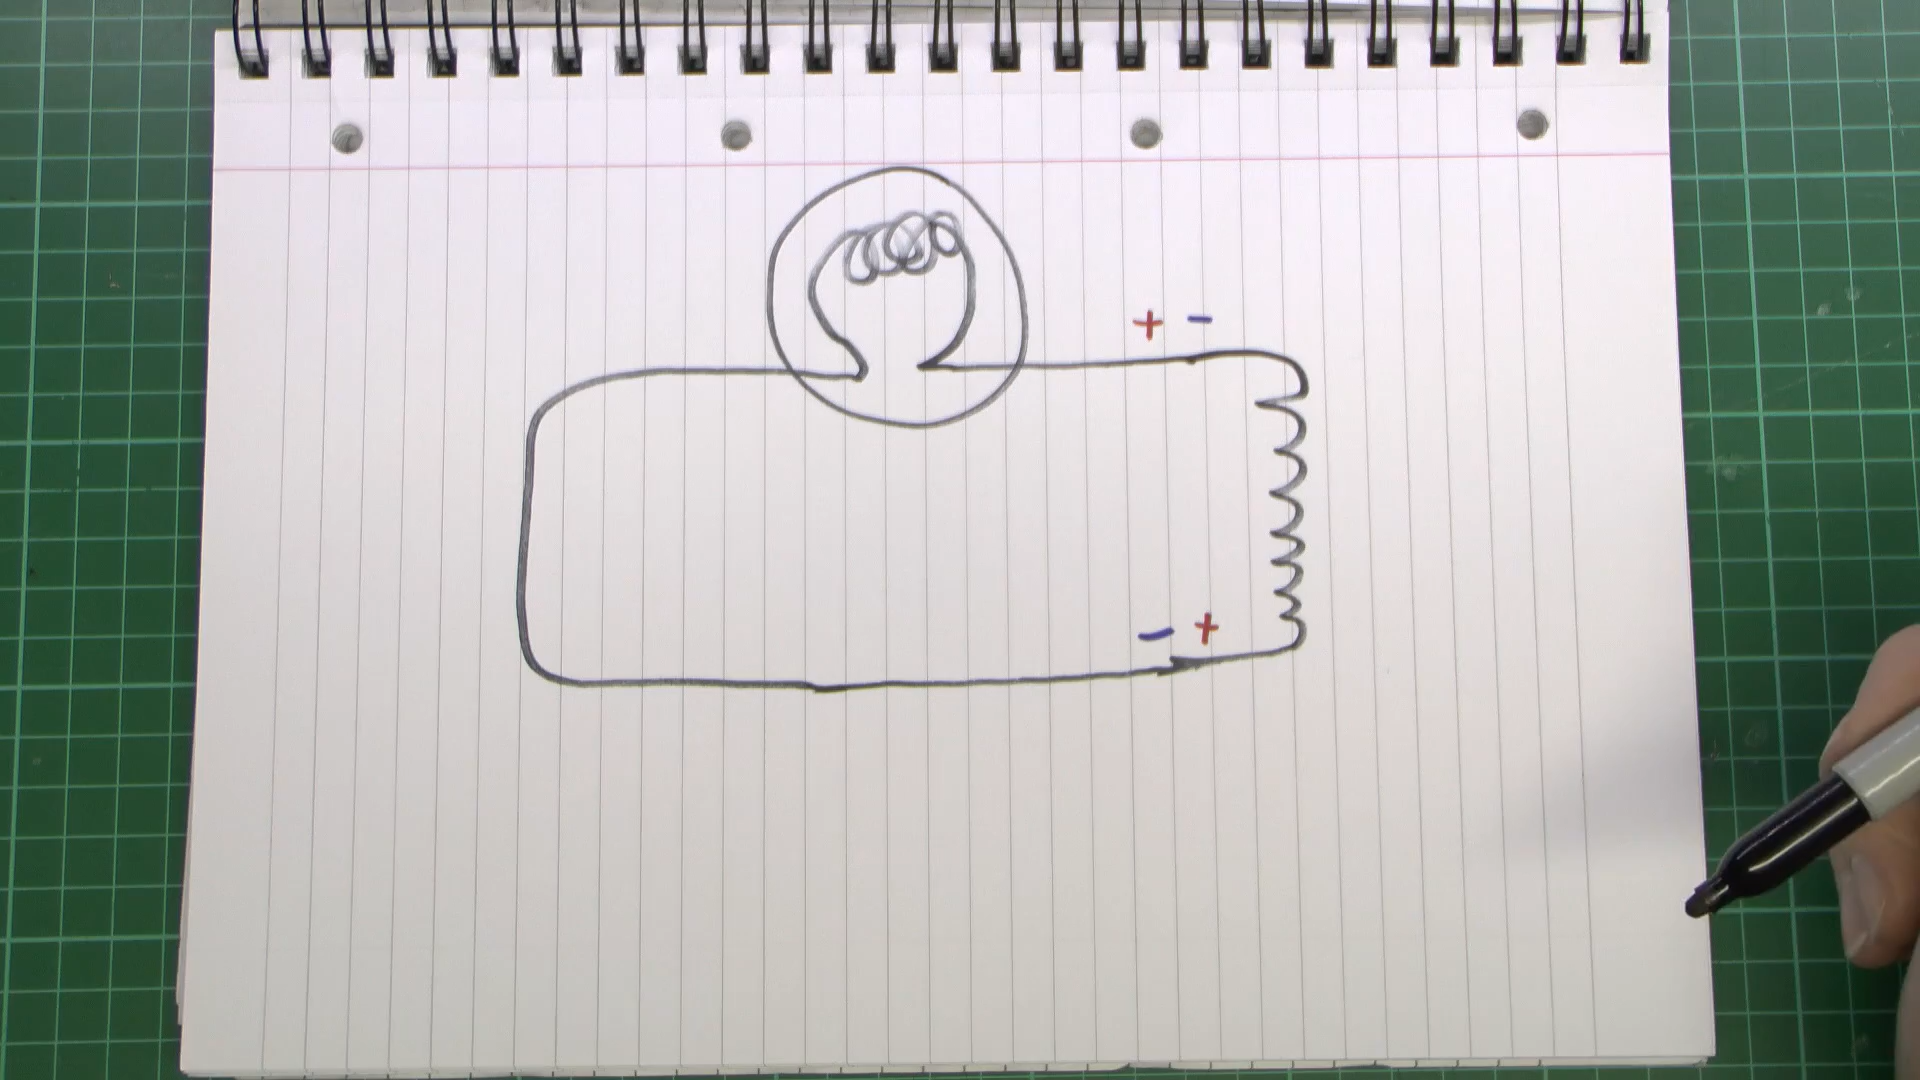 + -
- +